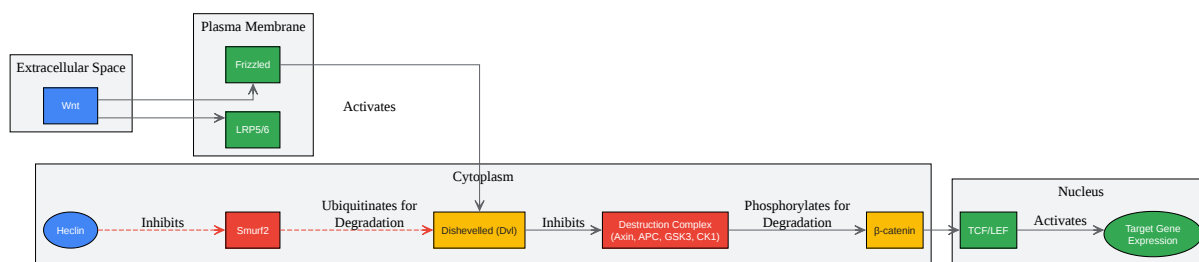 Plasma Membrane
Extracellular Space
Frizzled
Wnt
Activates
LRP5/6
Cytoplasm
Nucleus
Heclin
Inhibits
Smurf2
Ubiquitinates for
Degradation
Dishevelled (Dvl)
Inhibits
Destruction Complex
(Axin, APC, GSK3, CK1)
Phosphorylates for
Degradation
β-catenin
TCF/LEF
Activates
Target Gene
Expression